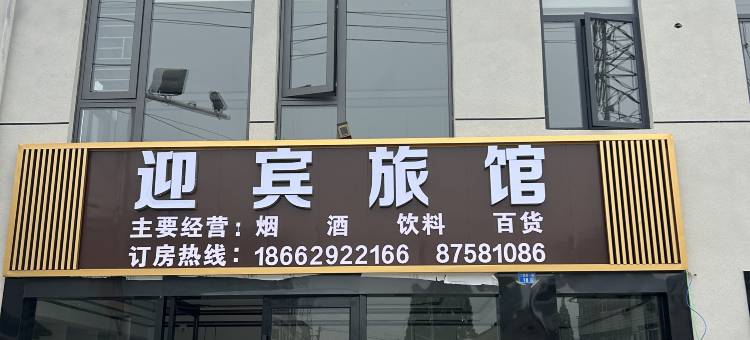 迎宾旅馆
主要经营：烟 酒 饮料 百货
订房热线：18662922166 87581086